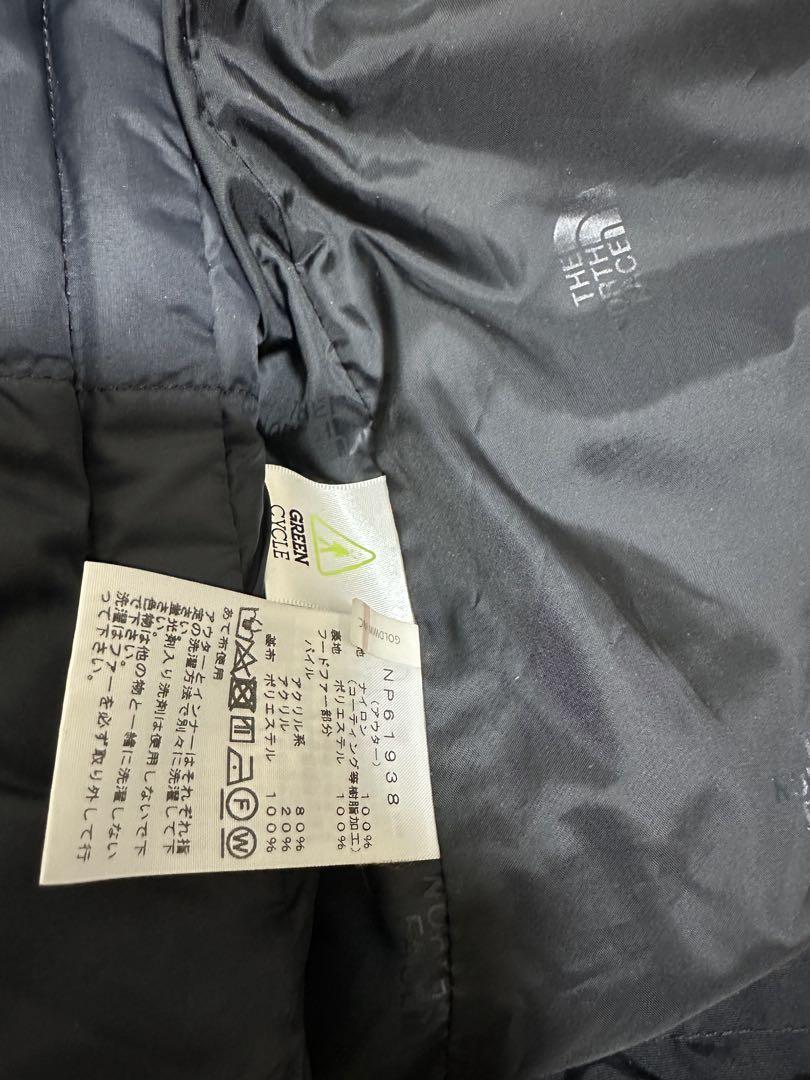 THE
NORTH
FACE
GREEN
CYCLE
GOLDWIN INC
NP61938
(アウター)
地 ナイロン 100%
(コーティング等樹脂加工)
裏地 ポリエステル 100%
フードファー部分
パイル
アクリル系 80%
アクリル 20%
基布 ポリエステル 100%
F W
あて布使用
アウターとインナーはそれぞれ指
定の洗濯方法で別々に洗濯して下
さい。
蛍光剤入り洗剤は使用しないで下
さい。
色物は他の物と一緒に洗濯しない
で下さい。
洗濯はファーを必ず取り外して行
って下さい。